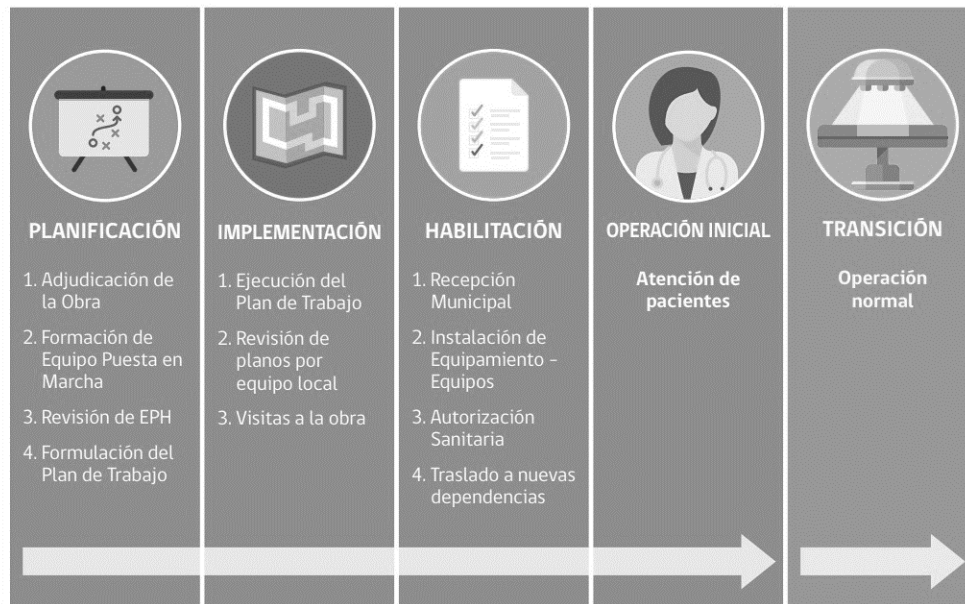 PLANIFICACIÓN
1. Adjudicación de
la Obra
2. Formación de
Equipo Puesta en
Marcha
3. Revisión de EPH
4. Formulación del
Plan de Trabajo
IMPLEMENTACIÓN
1. Ejecución del
Plan de Trabajo
2. Revisión de
planos por
equipo local
3. Visitas a la obra
HABILITACIÓN
1. Recepción
Municipal
2. Instalación de
Equipamiento –
Equipos
3. Autorización
Sanitaria
4. Traslado a nuevas
dependencias
OPERACIÓN INICIAL
Atención de
pacientes
TRANSICIÓN
Operación
normal